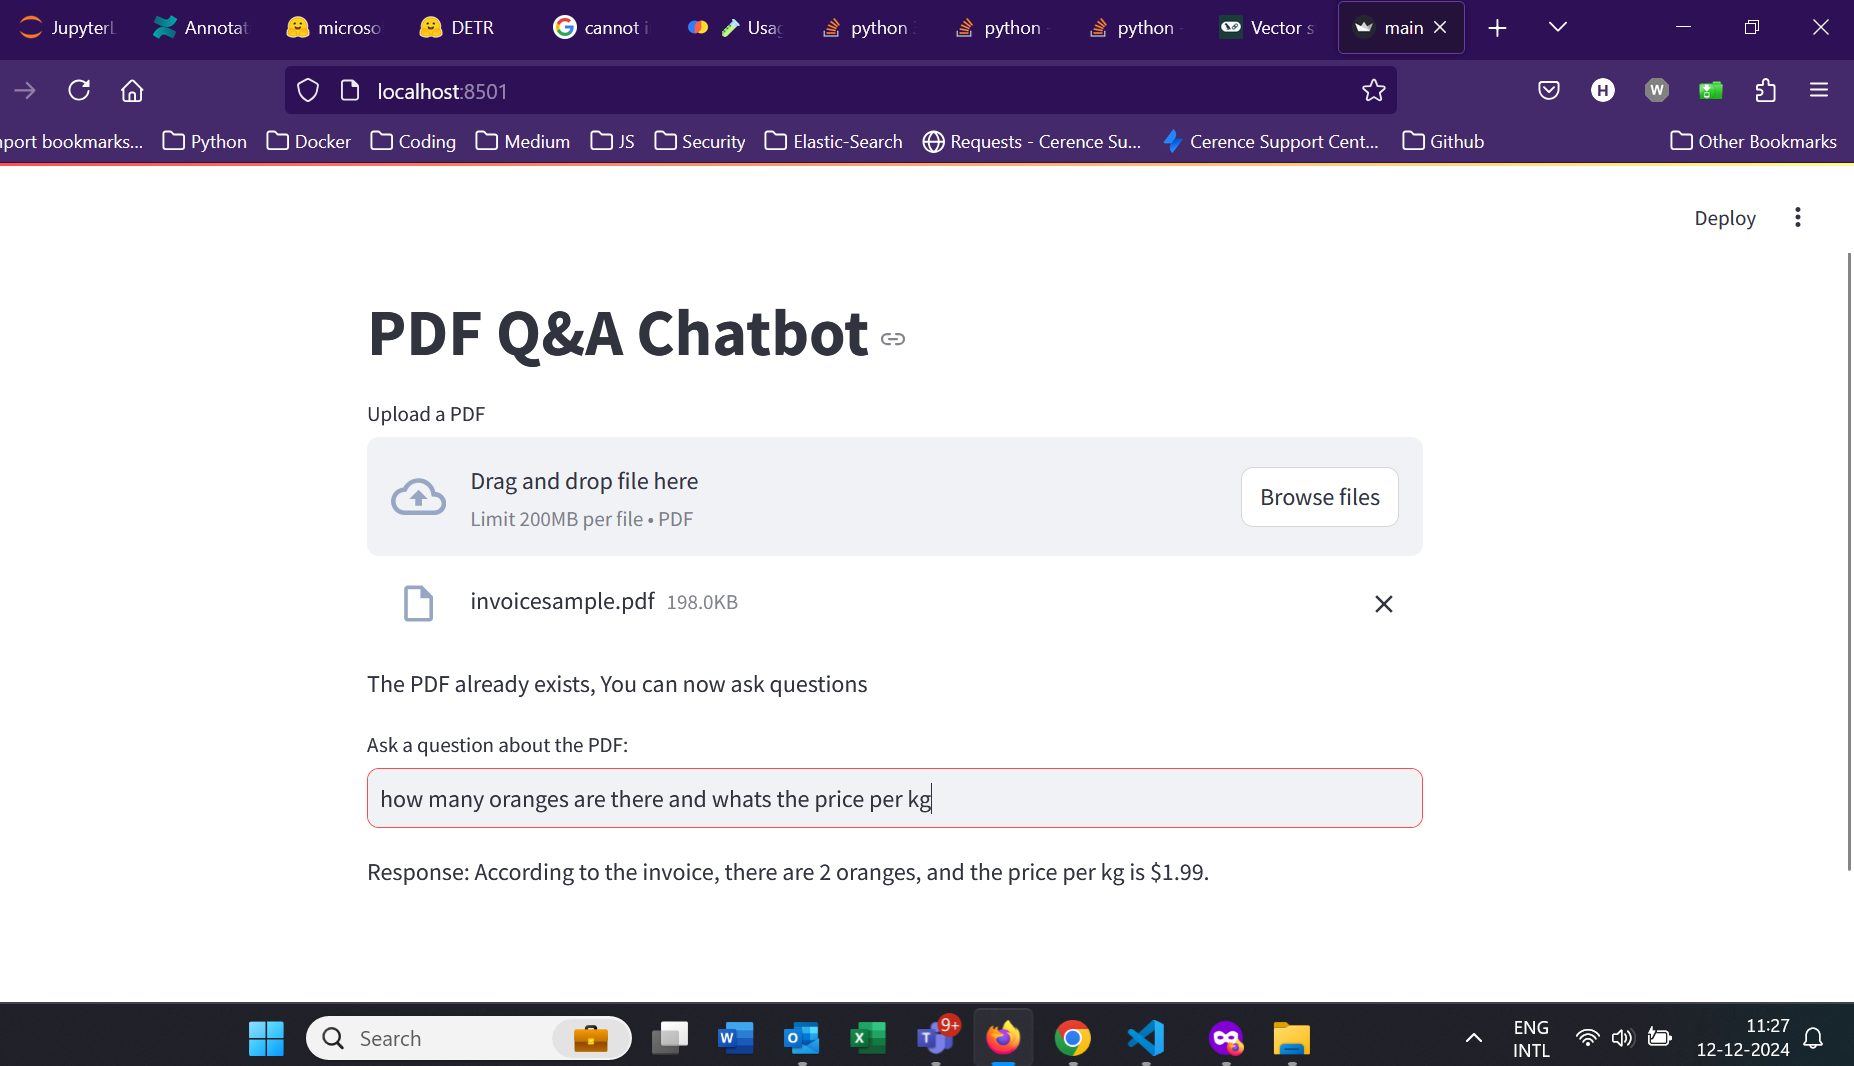 JupyterL Annotat microso DETR cannot i Usag python 3 python - python - Vector s main
localhost:8501
port bookmarks... Python Docker Coding Medium JS Security Elastic-Search Requests - Cerence Su... Cerence Support Cent... Github Other Bookmarks
Deploy
PDF Q&A Chatbot
Upload a PDF
Drag and drop file here
Limit 200MB per file • PDF
Browse files
invoicesample.pdf 198.0KB
The PDF already exists, You can now ask questions
Ask a question about the PDF:
how many oranges are there and whats the price per kg
Response: According to the invoice, there are 2 oranges, and the price per kg is $1.99.
Search
9+
ENG
INTL
11:27
12-12-2024